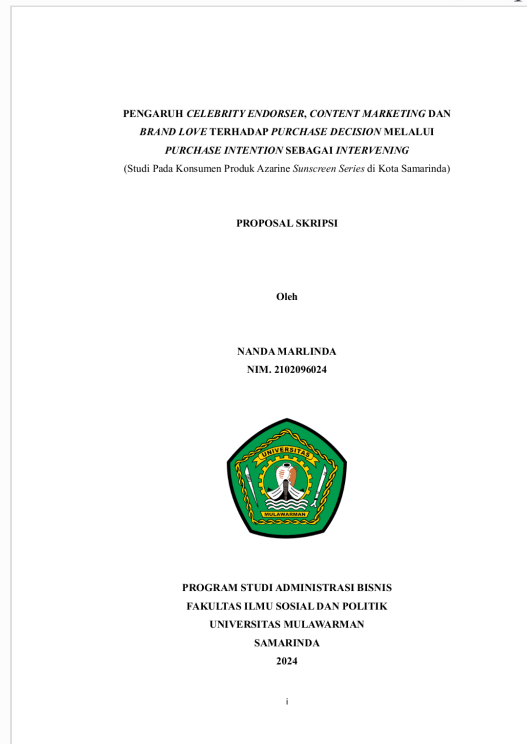 PENGARUH CELEBRITY ENDORSER, CONTENT MARKETING DAN
BRAND LOVE TERHADAP PURCHASE DECISION MELALUI
PURCHASE INTENTION SEBAGAI INTERVENING
(Studi Pada Konsumen Produk Azarine Sunscreen Series di Kota Samarinda)
PROPOSAL SKRIPSI
Oleh
NANDA MARLINDA
NIM. 2102096024
UNIVERSITAS
MULAWARMAN
PROGRAM STUDI ADMINISTRASI BISNIS
FAKULTAS ILMU SOSIAL DAN POLITIK
UNIVERSITAS MULAWARMAN
SAMARINDA
2024
i